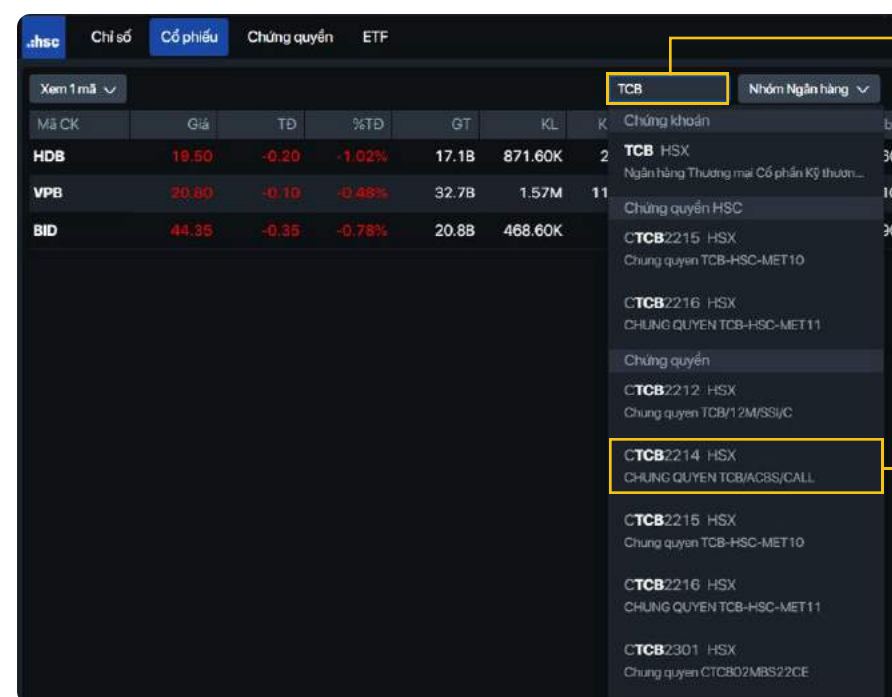 .:hsc Chỉ số Cổ phiếu Chứng quyền ETF
Xem 1 mã TCB Nhóm Ngân hàng
Mã CK Giá TĐ %TĐ GT KL K
Chứng khoán
HDB 19.50 -0.20 -1.02% 17.1B 871.60K 2
TCB HSX
Ngân hàng Thương mại Cổ phần Kỹ thươn...
VPB 20.80 -0.10 -0.48% 32.7B 1.57M 11
Chứng quyền HSC
BID 44.35 -0.35 -0.78% 20.8B 468.60K
CTCB2215 HSX
Chung quyen TCB-HSC-MET10
CTCB2216 HSX
CHUNG QUYEN TCB-HSC-MET11
Chứng quyền
CTCB2212 HSX
Chung quyen TCB/12M/SSI/C
CTCB2214 HSX
CHUNG QUYEN TCB/ACBS/CALL
CTCB2215 HSX
Chung quyen TCB-HSC-MET10
CTCB2216 HSX
CHUNG QUYEN TCB-HSC-MET11
CTCB2301 HSX
Chung quyen CTCB02MBS22CE